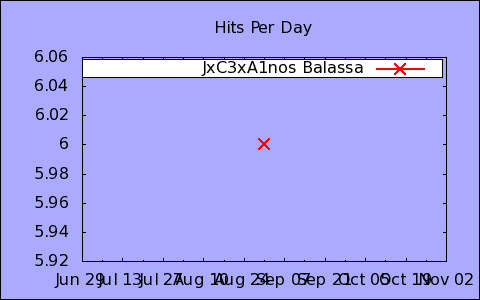 Hits Per Day
JxC3xA1nos Balassa
6.06
6.04
6.02
6
5.98
5.96
5.94
5.92
Jun 29 Jul 13 Jul 27 Aug 10 Aug 24 Sep 07 Sep 21 Oct 05 Oct 19 Nov 02